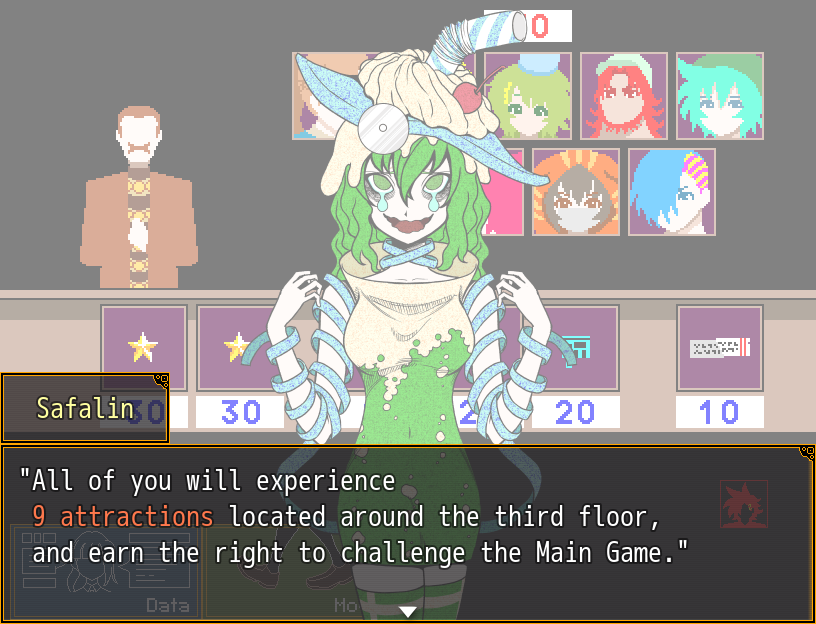 0
30
30
2
20
10
Safalin
"All of you will experience
9 attractions located around the third floor,
and earn the right to challenge the Main Game."
Data
Mo